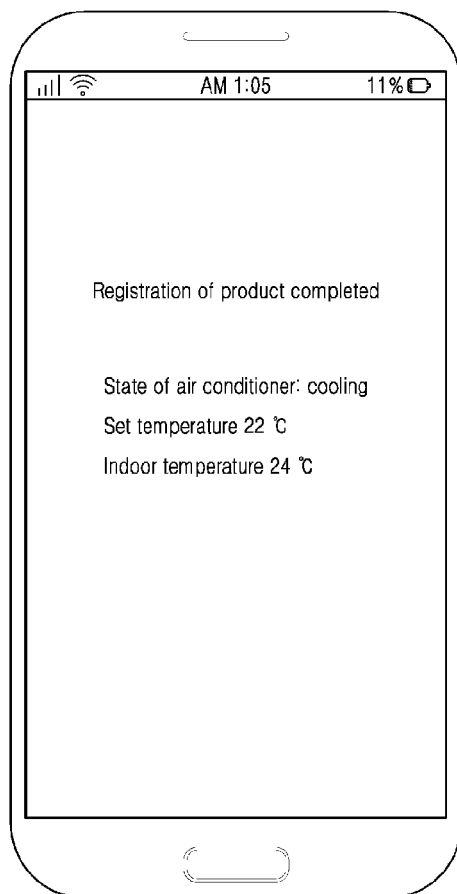 AM 1:05 11%
Registration of product completed
State of air conditioner: cooling
Set temperature 22 ℃
Indoor temperature 24 ℃